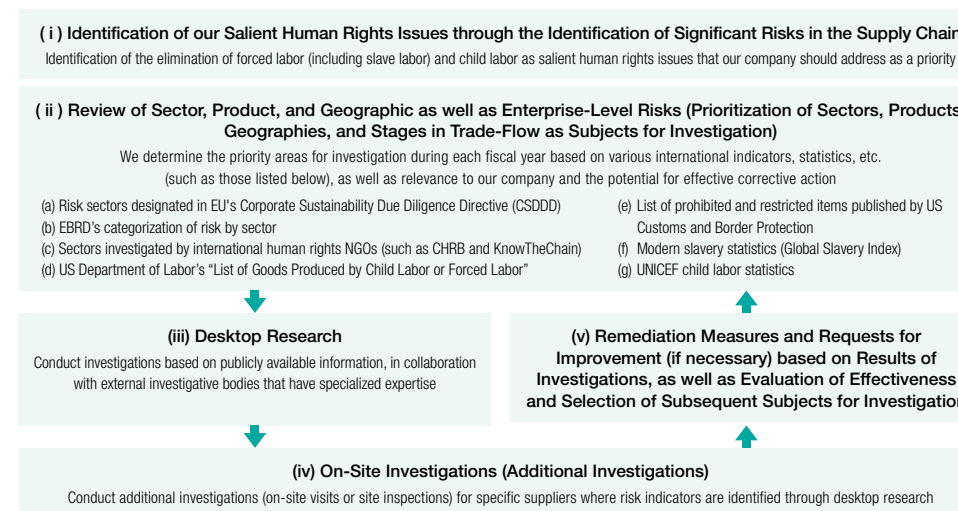 ( i ) Identification of our Salient Human Rights Issues through the Identification of Significant Risks in the Supply Chain
Identification of the elimination of forced labor (including slave labor) and child labor as salient human rights issues that our company should address as a priority
( ii ) Review of Sector, Product, and Geographic as well as Enterprise-Level Risks (Prioritization of Sectors, Products
Geographies, and Stages in Trade-Flow as Subjects for Investigation)
We determine the priority areas for investigation during each fiscal year based on various international indicators, statistics, etc.
(such as those listed below), as well as relevance to our company and the potential for effective corrective action
(a) Risk sectors designated in EU's Corporate Sustainability Due Diligence Directive (CSDDD)
(b) EBRD's categorization of risk by sector
(c) Sectors investigated by international human rights NGOs (such as CHRB and KnowTheChain)
(d) US Department of Labor's “List of Goods Produced by Child Labor or Forced Labor”
(e) List of prohibited and restricted items published by US
Customs and Border Protection
(f) Modern slavery statistics (Global Slavery Index)
(g) UNICEF child labor statistics
(iii) Desktop Research
Conduct investigations based on publicly available information, in collaboration
with external investigative bodies that have specialized expertise
(v) Remediation Measures and Requests for
Improvement (if necessary) based on Results of
Investigations, as well as Evaluation of Effectiveness
and Selection of Subsequent Subjects for Investigation
(iv) On-Site Investigations (Additional Investigations)
Conduct additional investigations (on-site visits or site inspections) for specific suppliers where risk indicators are identified through desktop research